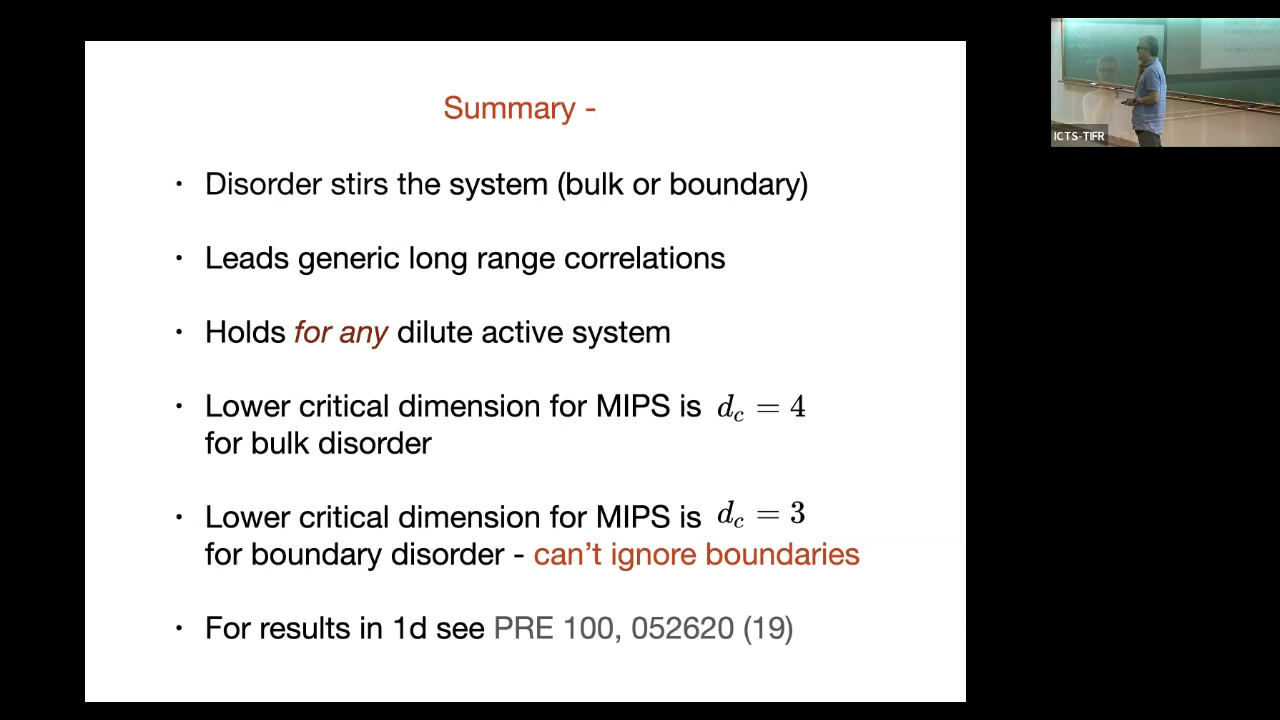 Summary -
• Disorder stirs the system (bulk or boundary)
• Leads generic long range correlations
• Holds for any dilute active system
• Lower critical dimension for MIPS is d_c = 4
for bulk disorder
• Lower critical dimension for MIPS is d_c = 3
for boundary disorder - can't ignore boundaries
• For results in 1d see PRE 100, 052620 (19)
ICTS-TIFR